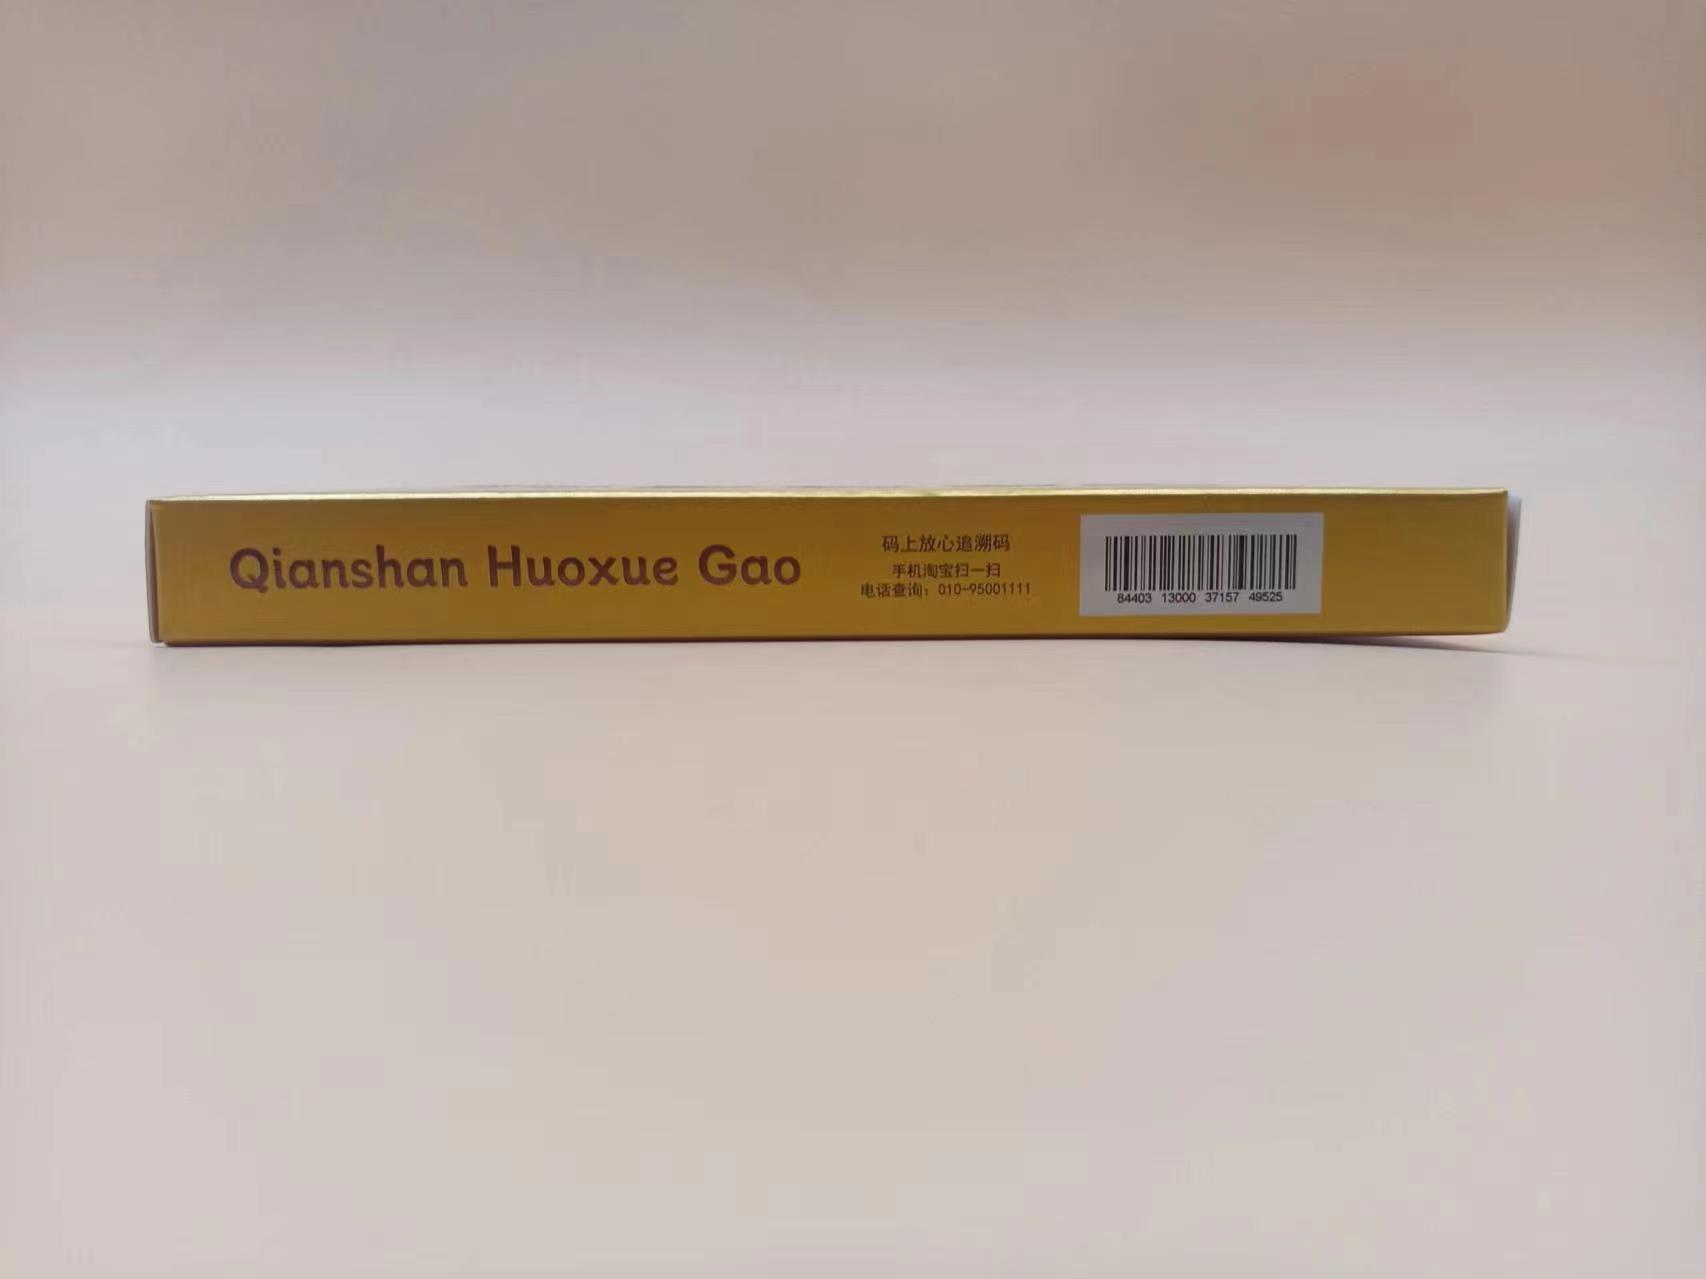 Qianshan Huoxue Gao
码上放心追溯码
手机淘宝扫一扫
电话查询：010-95001111
84403 13000 37157 49525